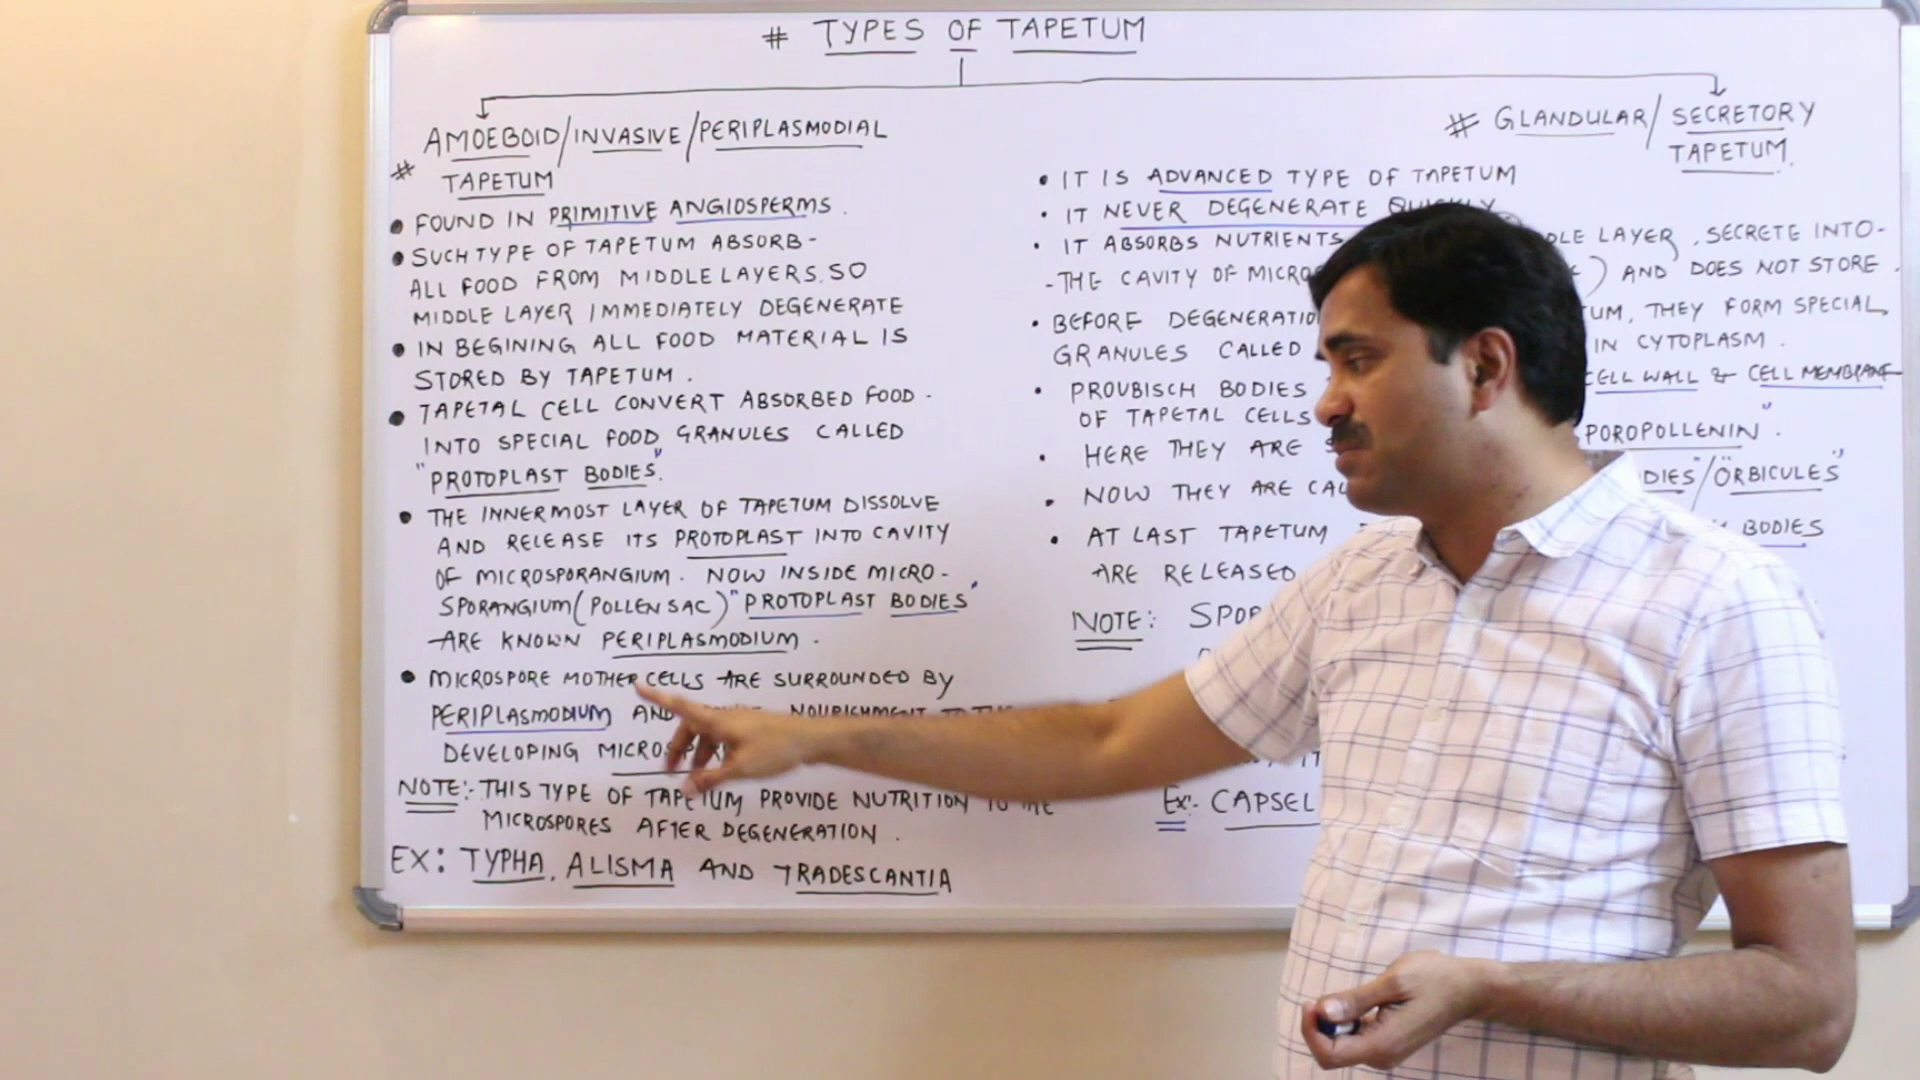 # TYPES OF TAPETUM
# AMOEBOID/INVASIVE/PERIPLASMODIAL
TAPETUM
• FOUND IN PRIMITIVE ANGIOSPERMS.
• SUCH TYPE OF TAPETUM ABSORB-
ALL FOOD FROM MIDDLE LAYERS. SO
MIDDLE LAYER IMMEDIATELY DEGENERATE
• IN BEGINING ALL FOOD MATERIAL IS
STORED BY TAPETUM.
• TAPETAL CELL CONVERT ABSORBED FOOD-
INTO SPECIAL FOOD GRANULES CALLED
"PROTOPLAST BODIES".
• THE INNERMOST LAYER OF TAPETUM DISSOLVE
AND RELEASE ITS PROTOPLAST INTO CAVITY
OF MICROSPORANGIUM. NOW INSIDE MICRO-
SPORANGIUM (POLLEN SAC) "PROTOPLAST BODIES"
ARE KNOWN PERIPLASMODIUM.
• MICROSPORE MOTHER CELLS ARE SURROUNDED BY
PERIPLASMODIUM AND NOURISHMENT TO THE
DEVELOPING
NOTE:- THIS TYPE OF TAPETUM PROVIDE NUTRITION TO THE
MICROSPORES AFTER DEGENERATION.
EX: TYPHA, ALISMA AND TRADESCANTIA
# GLANDULAR/SECRETORY
TAPETUM.
• IT IS ADVANCED TYPE OF TAPETUM
• IT NEVER DEGENERATE QUICKLY
• IT ABSORBS NUTRIENTS LAYER, SECRETE INTO-
-THE CAVITY OF AND DOES NOT STORE.
• BEFORE THEY FORM SPECIAL
GRANULES CALLED IN CYTOPLASM.
• PROUBISCH BODIES CELL WALL & CELL MEMBRANE
OF TAPETAL CELLS
• HERE THEY ARE POROPOLLENIN".
• NOW THEY ARE "ORBICULES"
• AT LAST TAPETUM BODIES
ARE RELEASED
NOTE:
EX:-